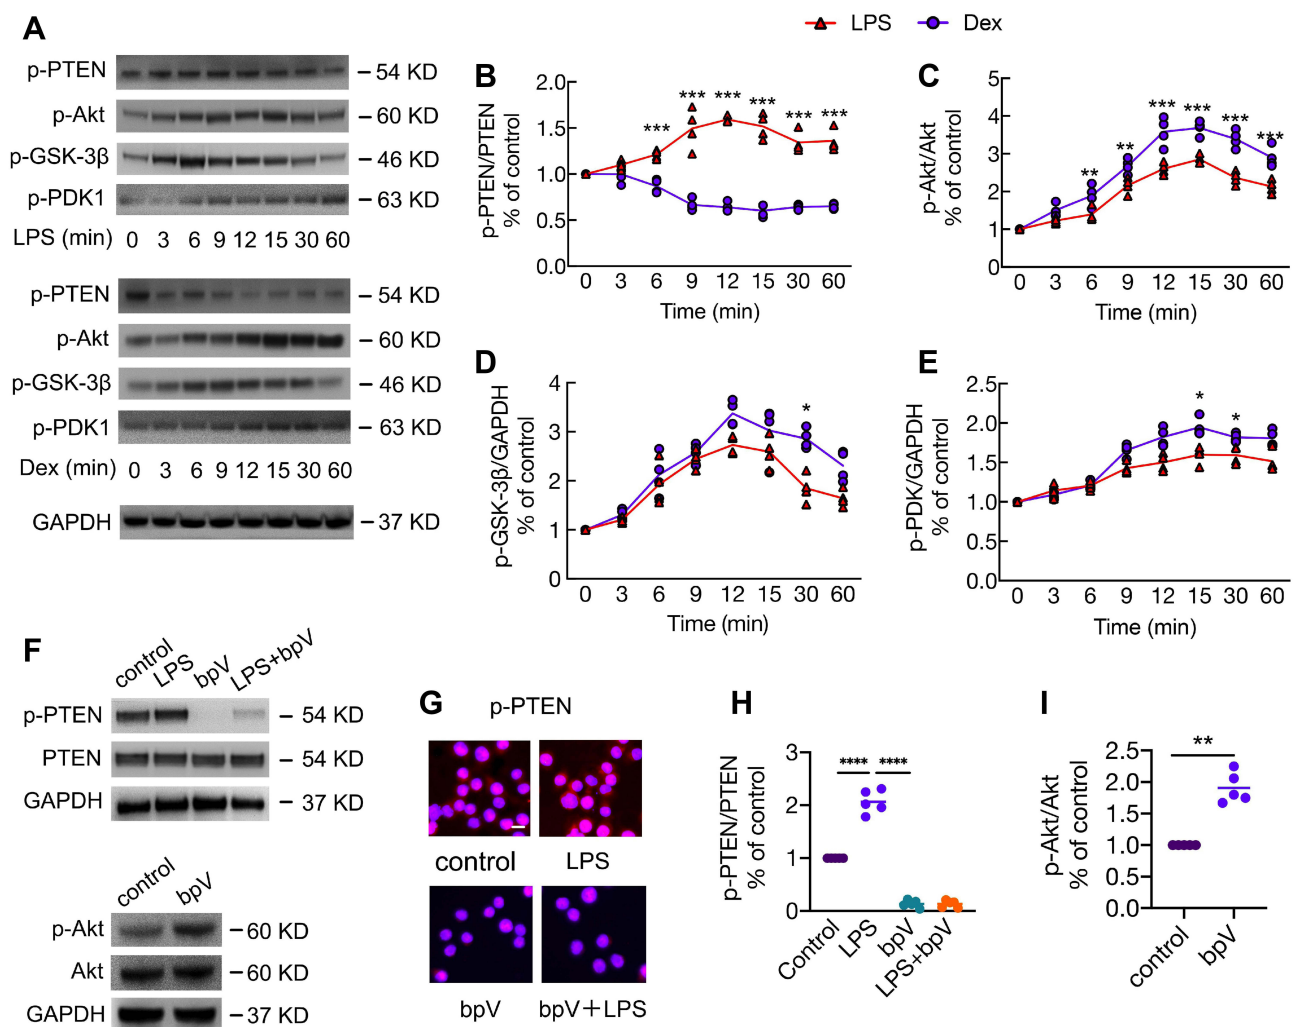 LPS Dex
A
p-PTEN – 54 KD
p-Akt – 60 KD
p-GSK-3β – 46 KD
p-PDK1 – 63 KD
LPS (min) 0 3 6 9 12 15 30 60
p-PTEN – 54 KD
p-Akt – 60 KD
p-GSK-3β – 46 KD
p-PDK1 – 63 KD
Dex (min) 0 3 6 9 12 15 30 60
GAPDH – 37 KD
B
p-PTEN/PTEN
% of control
2.0
1.5
1.0
0.5
0.0
*** *** *** *** *** ***
0 3 6 9 12 15 30 60
Time (min)
C
p-Akt/Akt
% of control
5
4
3
2
1
0
** ** *** *** *** ***
0 3 6 9 12 15 30 60
Time (min)
D
p-GSK-3β/GAPDH
% of control
4
3
2
1
0
*
0 3 6 9 12 15 30 60
Time (min)
E
p-PDK/GAPDH
% of control
2.5
2.0
1.5
1.0
0.5
0.0
* *
0 3 6 9 12 15 30 60
Time (min)
F
control LPS bpV LPS+bpV
p-PTEN – 54 KD
PTEN – 54 KD
GAPDH – 37 KD
control bpV
p-Akt – 60 KD
Akt – 60 KD
GAPDH – 37 KD
G
p-PTEN
control LPS
bpV bpV+LPS
H
p-PTEN/PTEN
% of control
3
2
1
0
**** ****
Control LPS bpV LPS+bpV
I
p-Akt/Akt
% of control
2.5
2.0
1.5
1.0
0.5
0.0
**
control bpV